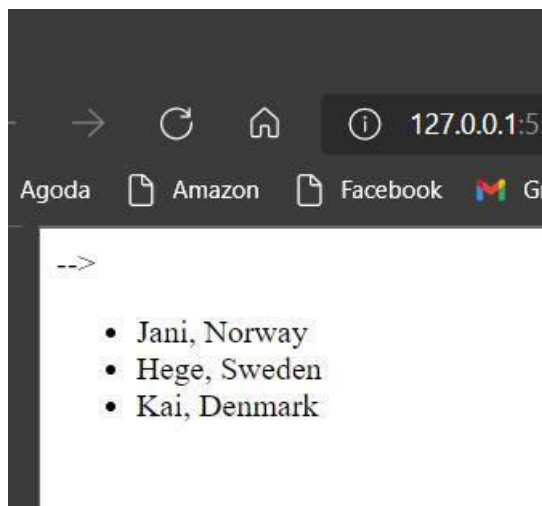 127.0.0.1:5
Agoda Amazon Facebook G
-->
• Jani, Norway
• Hege, Sweden
• Kai, Denmark